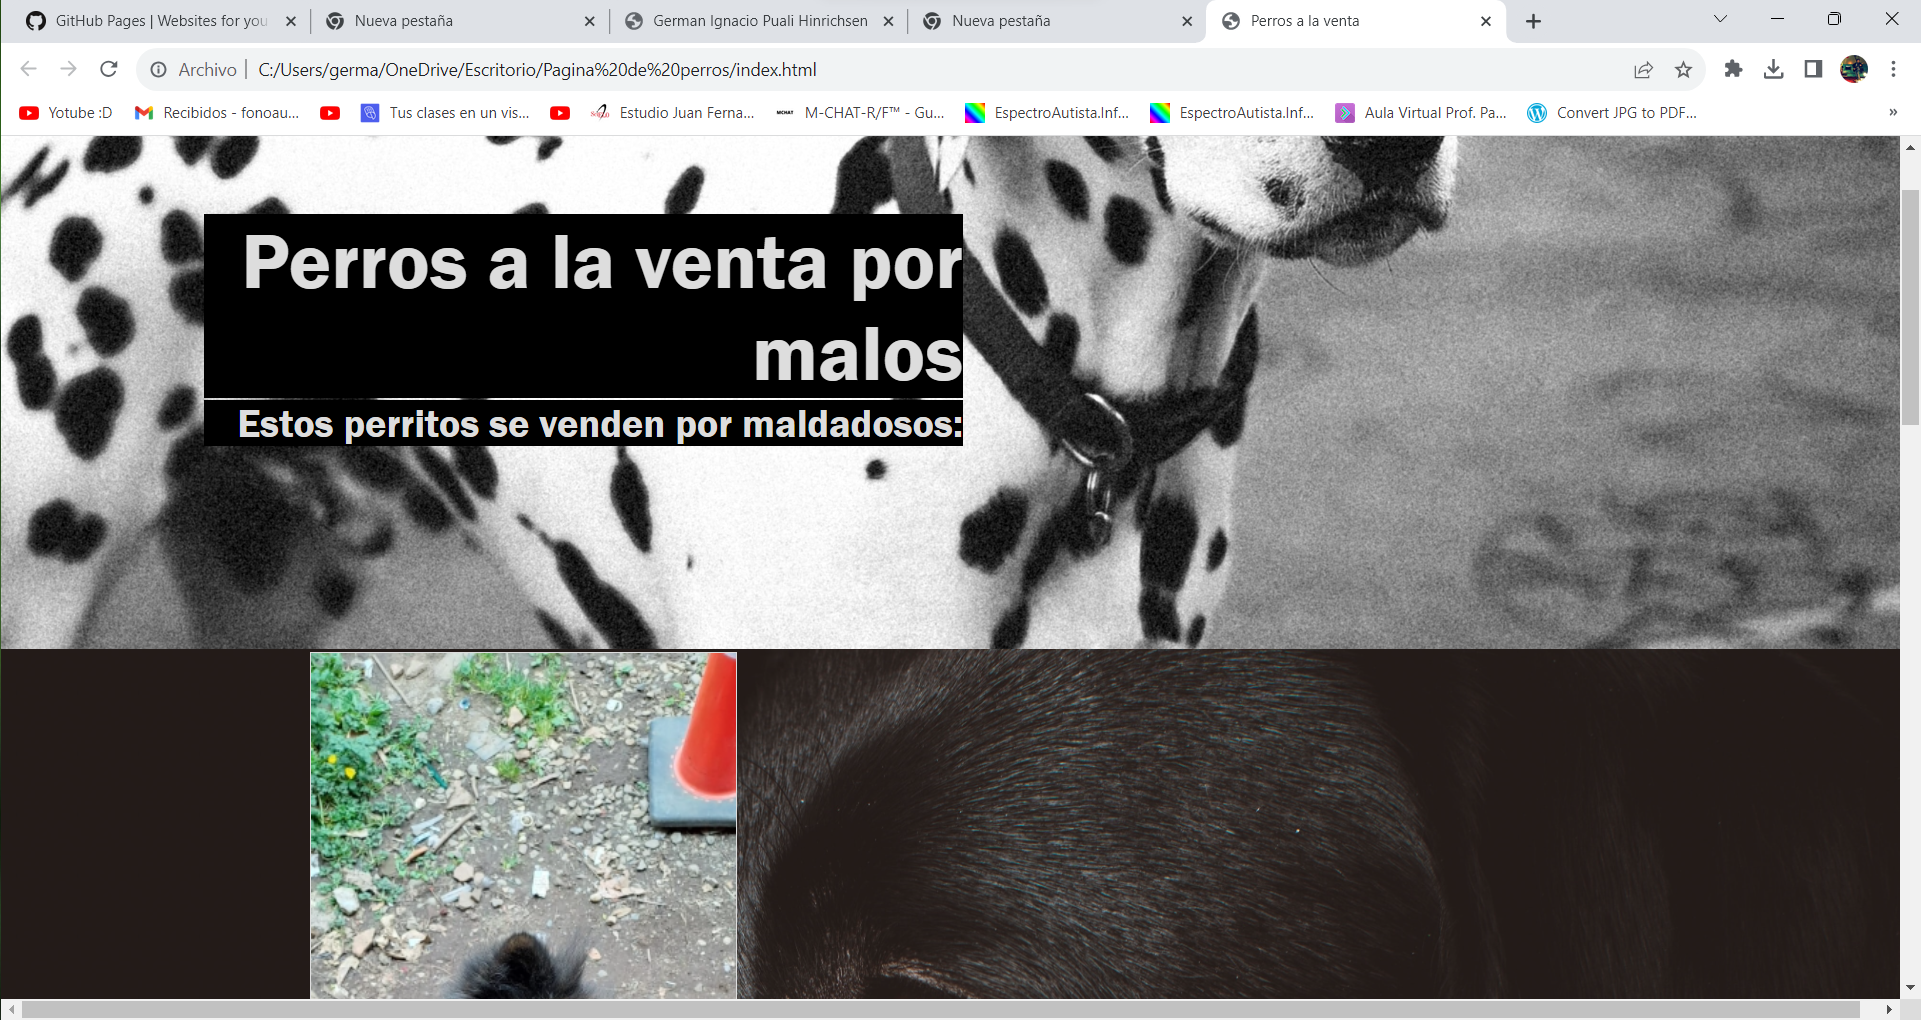 GitHub Pages | Websites for you
Nueva pestaña
German Ignacio Puali Hinrichsen
Nueva pestaña
Perros a la venta
Archivo | C:/Users/germa/OneDrive/Escritorio/Pagina%20de%20perros/index.html
Yotube :D
Recibidos - fonoau...
Tus clases en un vis...
Estudio Juan Ferna...
MCHAT
M-CHAT-R/F™ - Gu...
EspectroAutista.Inf...
EspectroAutista.Inf...
Aula Virtual Prof. Pa...
Convert JPG to PDF...
»
Perros a la venta por
malos
Estos perritos se venden por maldadosos: